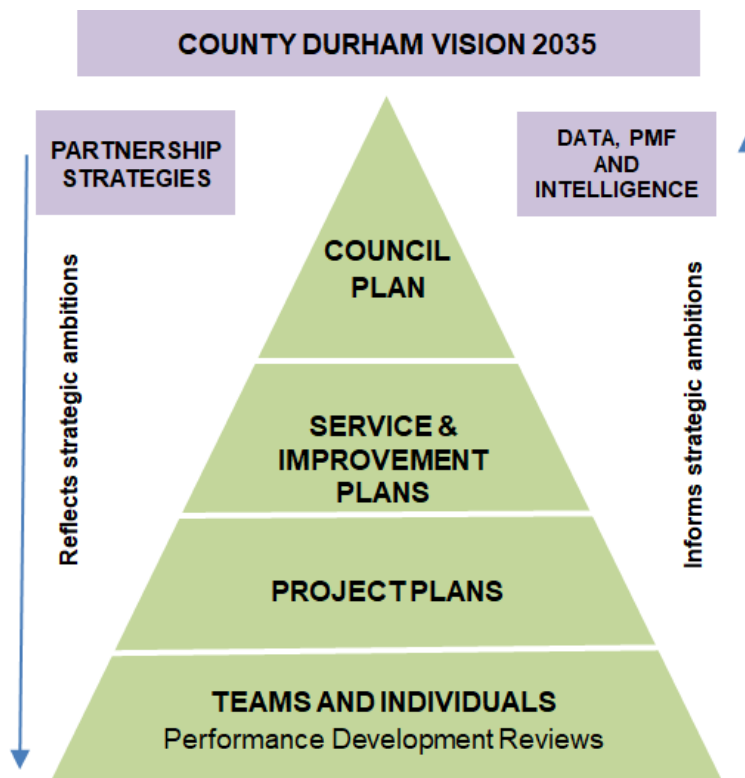 COUNTY DURHAM VISION 2035
PARTNERSHIP
STRATEGIES
DATA, PMF
AND
INTELLIGENCE
COUNCIL
PLAN
Reflects strategic ambitions
Informs strategic ambitions
SERVICE &
IMPROVEMENT
PLANS
PROJECT PLANS
TEAMS AND INDIVIDUALS
Performance Development Reviews